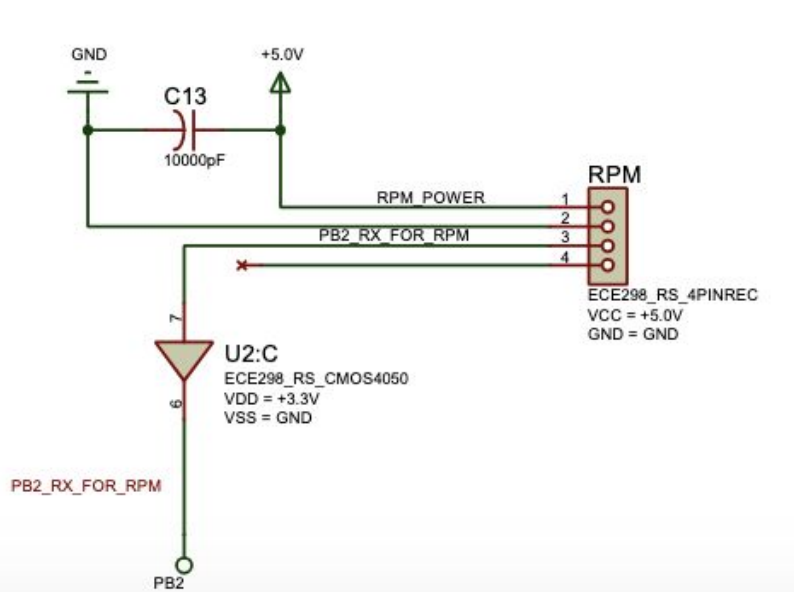 GND
+5.0V
C13
10000pF
RPM
RPM_POWER
1
2
PB2_RX_FOR_RPM
3
4
ECE298_RS_4PINREC
VCC = +5.0V
GND = GND
7
U2:C
ECE298_RS_CMOS4050
VDD = +3.3V
VSS = GND
6
PB2_RX_FOR_RPM
PB2